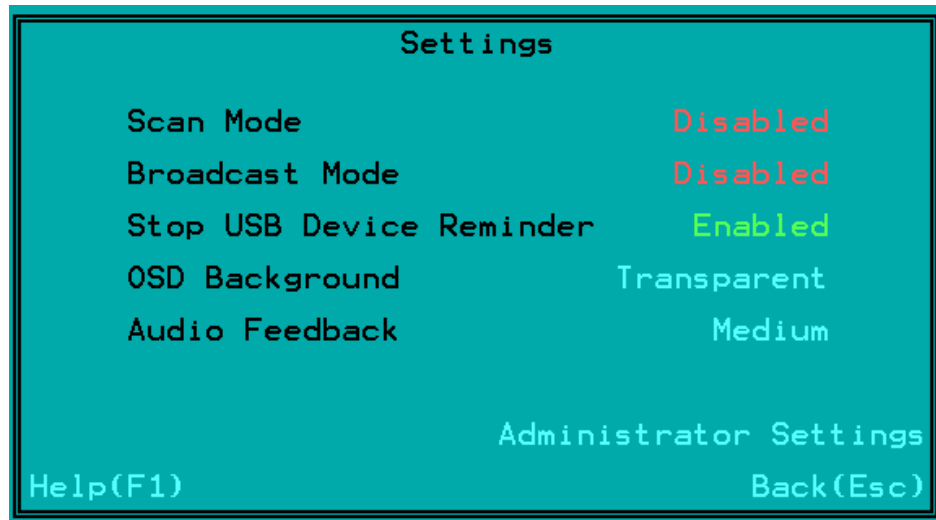 Settings
Scan Mode Disabled
Broadcast Mode Disabled
Stop USB Device Reminder Enabled
OSD Background Transparent
Audio Feedback Medium
Administrator Settings
Help(F1) Back(Esc)